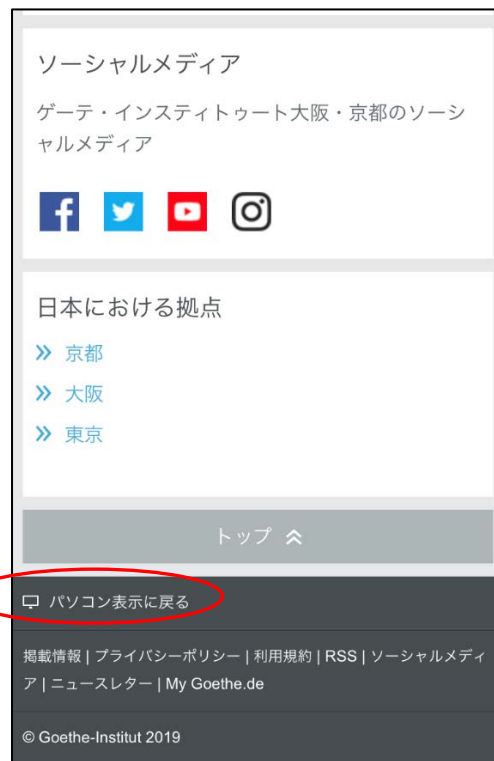 ソーシャルメディア
ゲーテ・インスティトゥート大阪・京都のソーシ
ャルメディア
日本における拠点
京都
大阪
東京
トップ
パソコン表示に戻る
掲載情報 | プライバシーポリシー | 利用規約 | RSS | ソーシャルメディ
ア | ニュースレター | My Goethe.de
© Goethe-Institut 2019